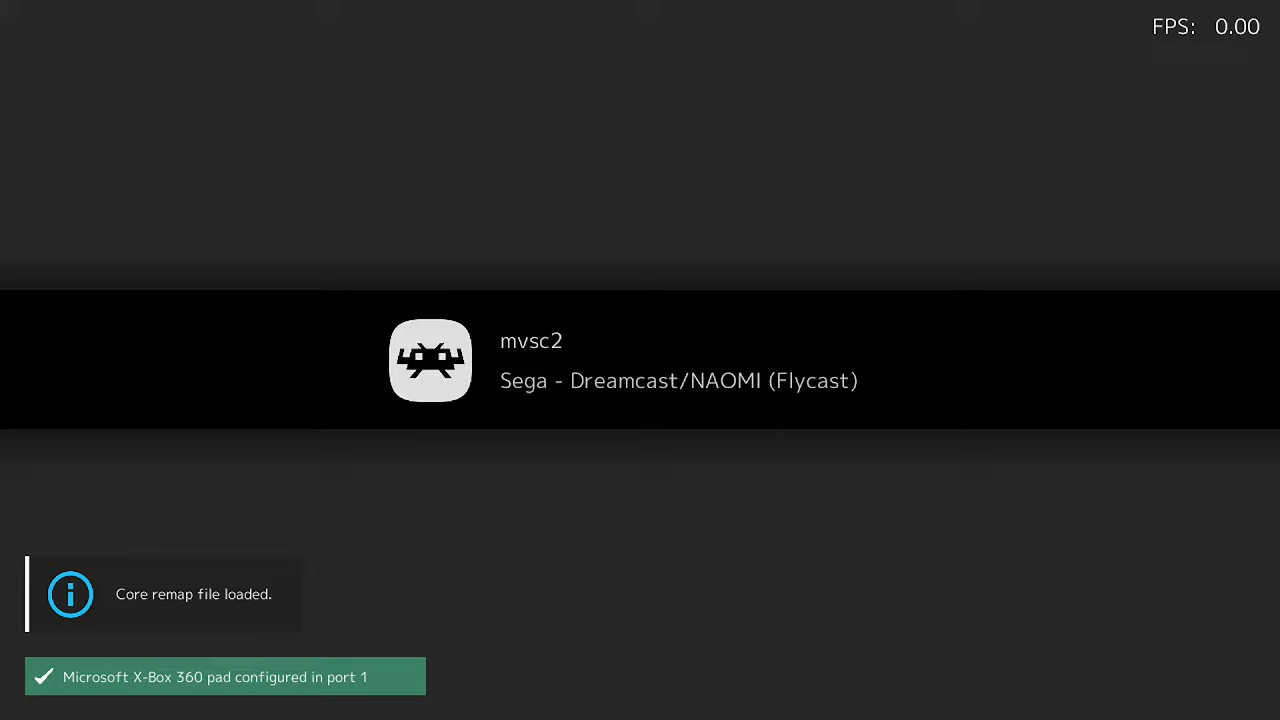 FPS: 0.00
mvsc2
Sega - Dreamcast/NAOMI (Flycast)
Core remap file loaded.
Microsoft X-Box 360 pad configured in port 1